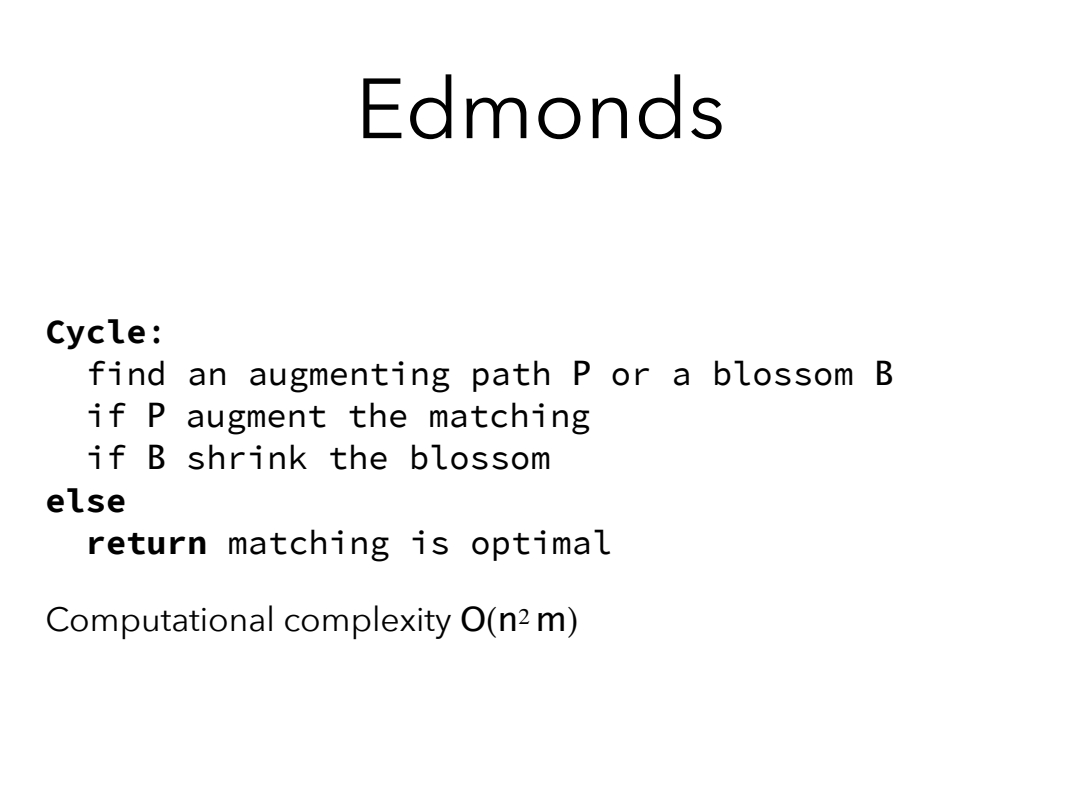 Edmonds
Cycle:
  find an augmenting path P or a blossom B
  if P augment the matching
  if B shrink the blossom
else
  return matching is optimal
Computational complexity O(n² m)